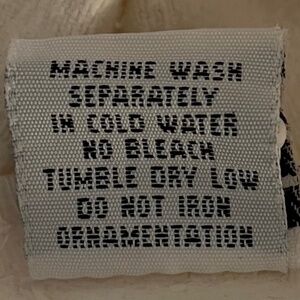 MACHINE WASH
SEPARATELY
IN COLD WATER
NO BLEACH
TUMBLE DRY LOW
DO NOT IRON
ORNAMENTATION